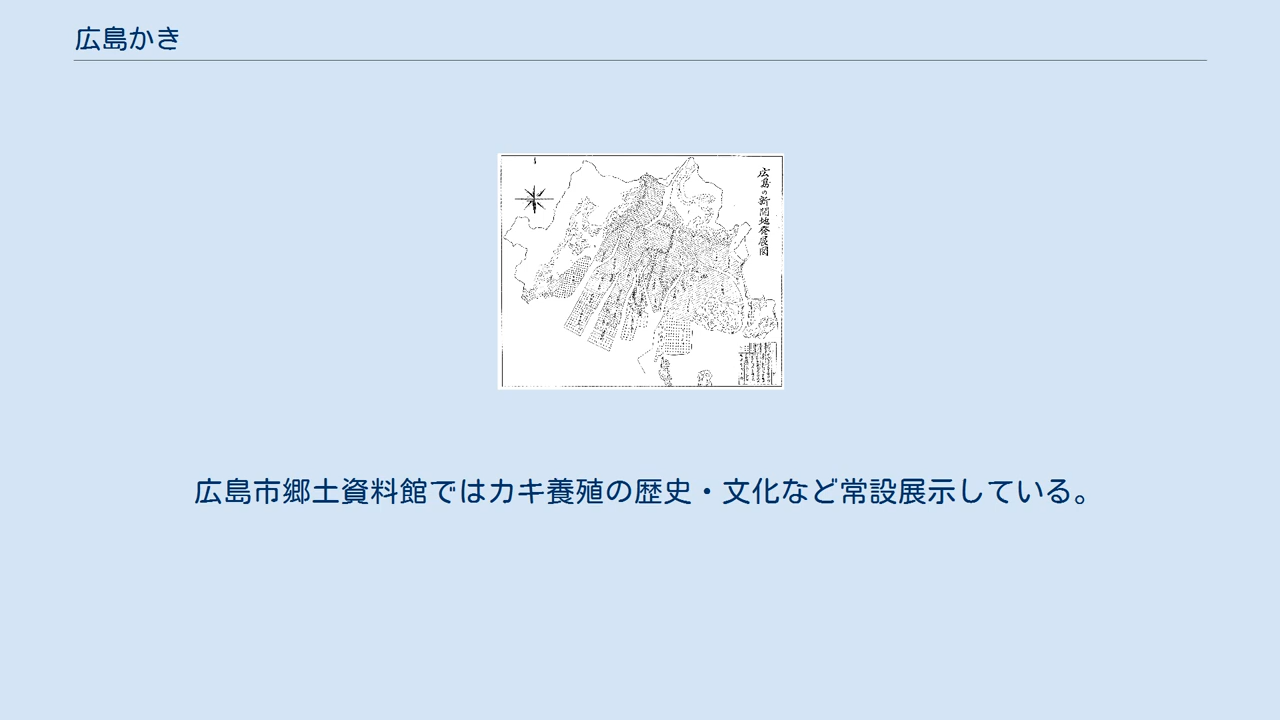 広島かき
広島の新開地発展図
広島市郷土資料館ではカキ養殖の歴史・文化など常設展示している。